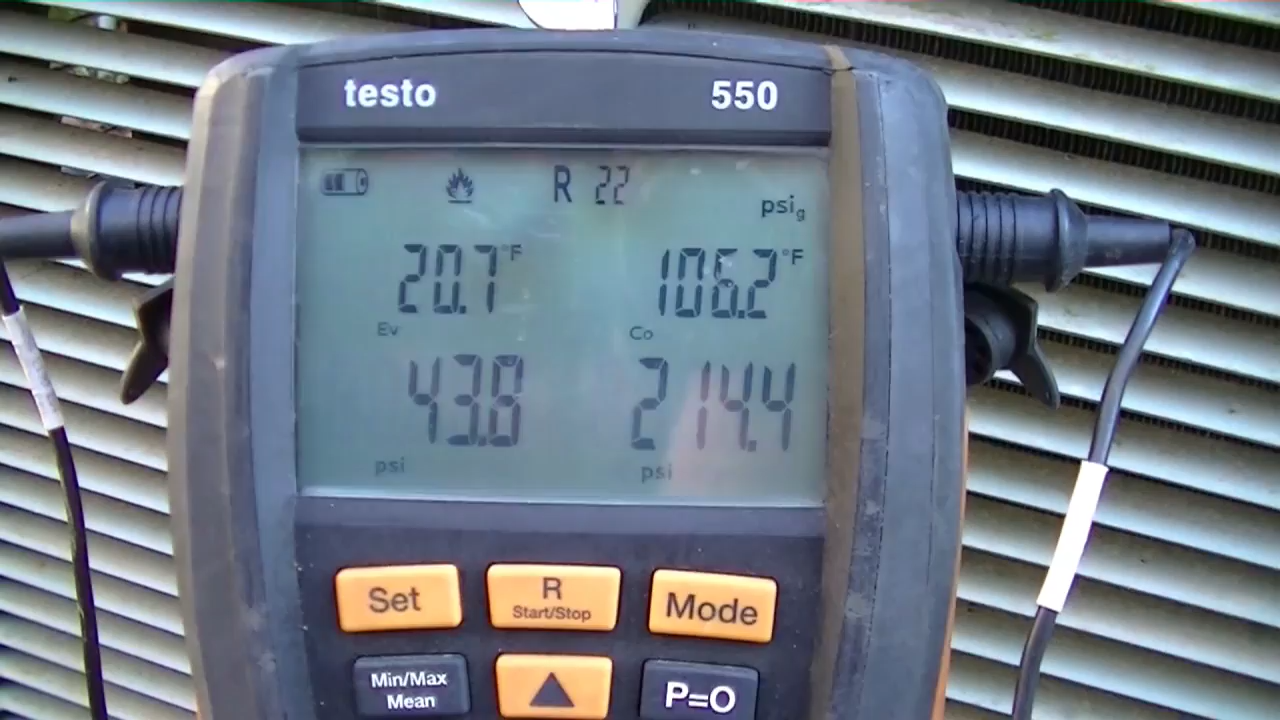 testo 550
R 22
psig
20.7 °F 106.2 °F
Ev Co
43.8 214.4
psi psi
Set R Start/Stop Mode
Min/Max Mean P=O